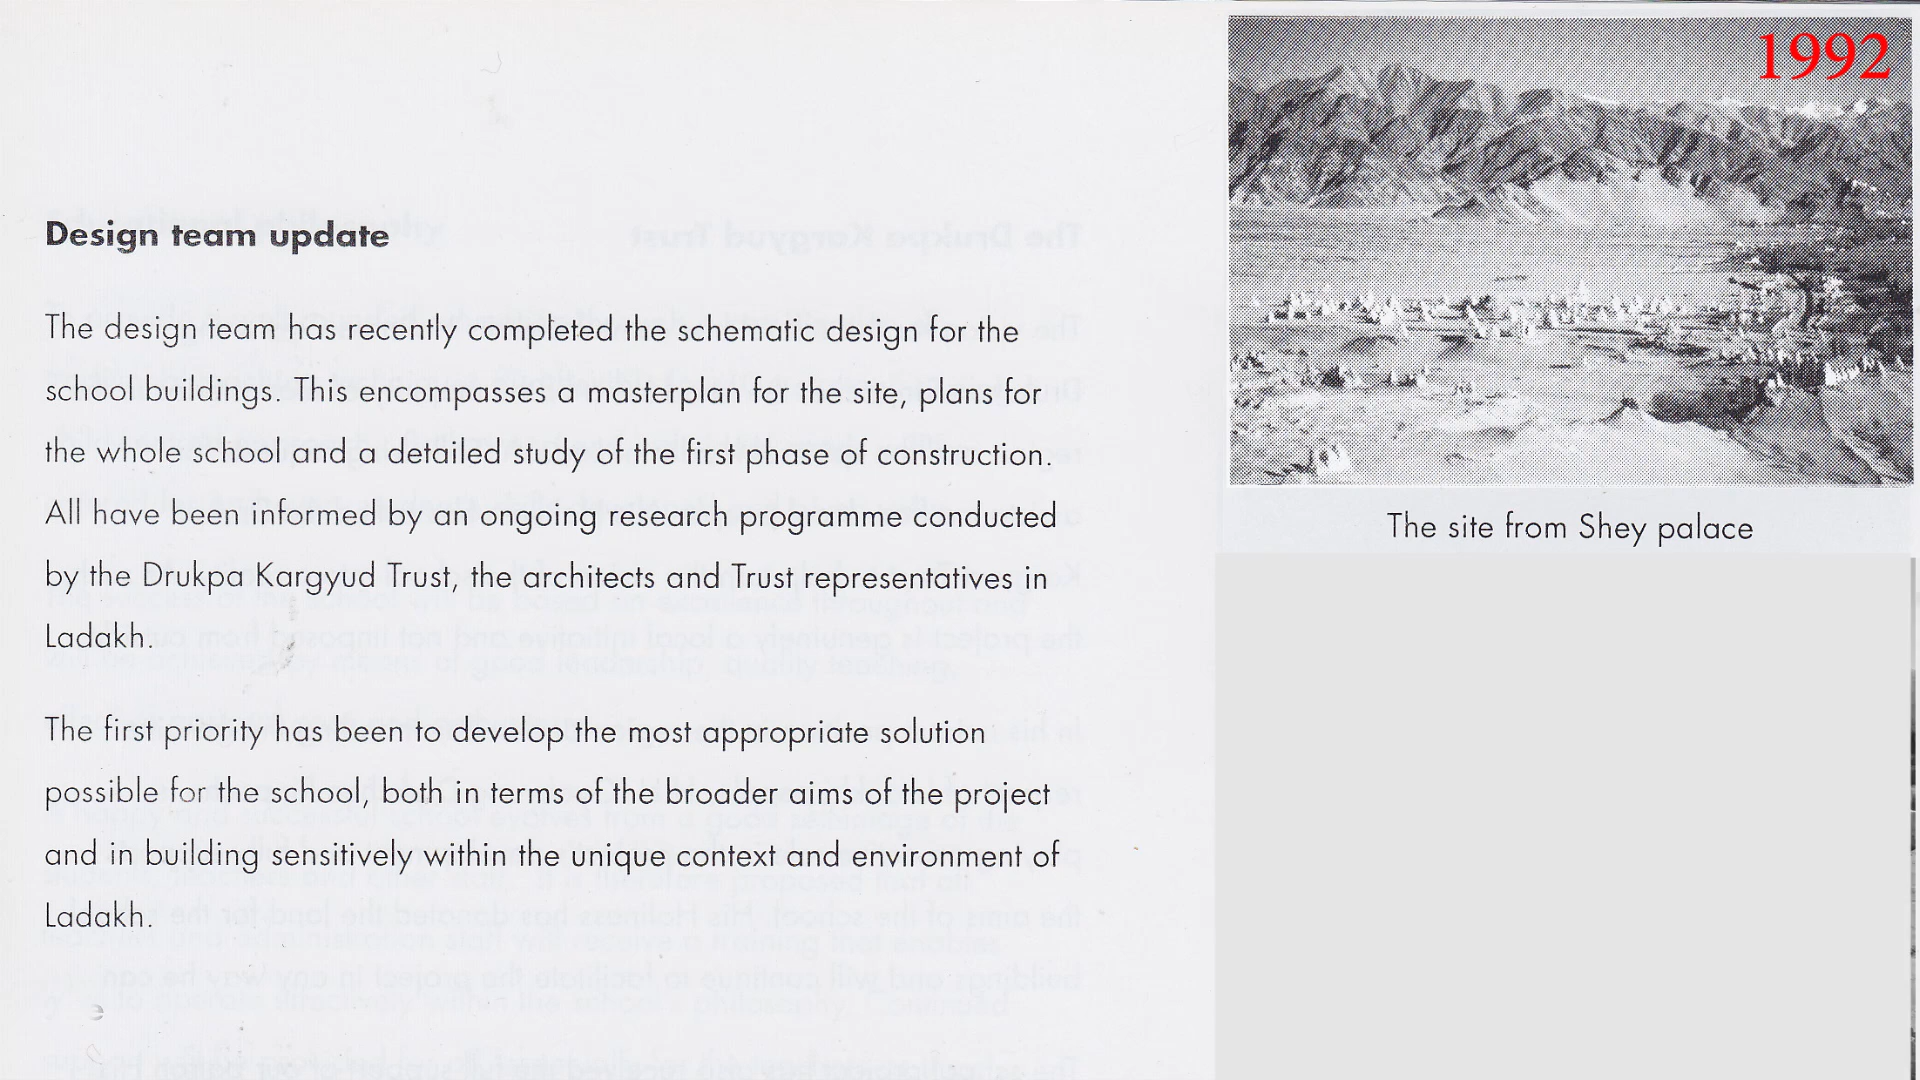 Design team update
The design team has recently completed the schematic design for the
school buildings. This encompasses a masterplan for the site, plans for
the whole school and a detailed study of the first phase of construction.
All have been informed by an ongoing research programme conducted
by the Drukpa Kargyud Trust, the architects and Trust representatives in
Ladakh.
The first priority has been to develop the most appropriate solution
possible for the school, both in terms of the broader aims of the project
and in building sensitively within the unique context and environment of
Ladakh.
1992
The site from Shey palace